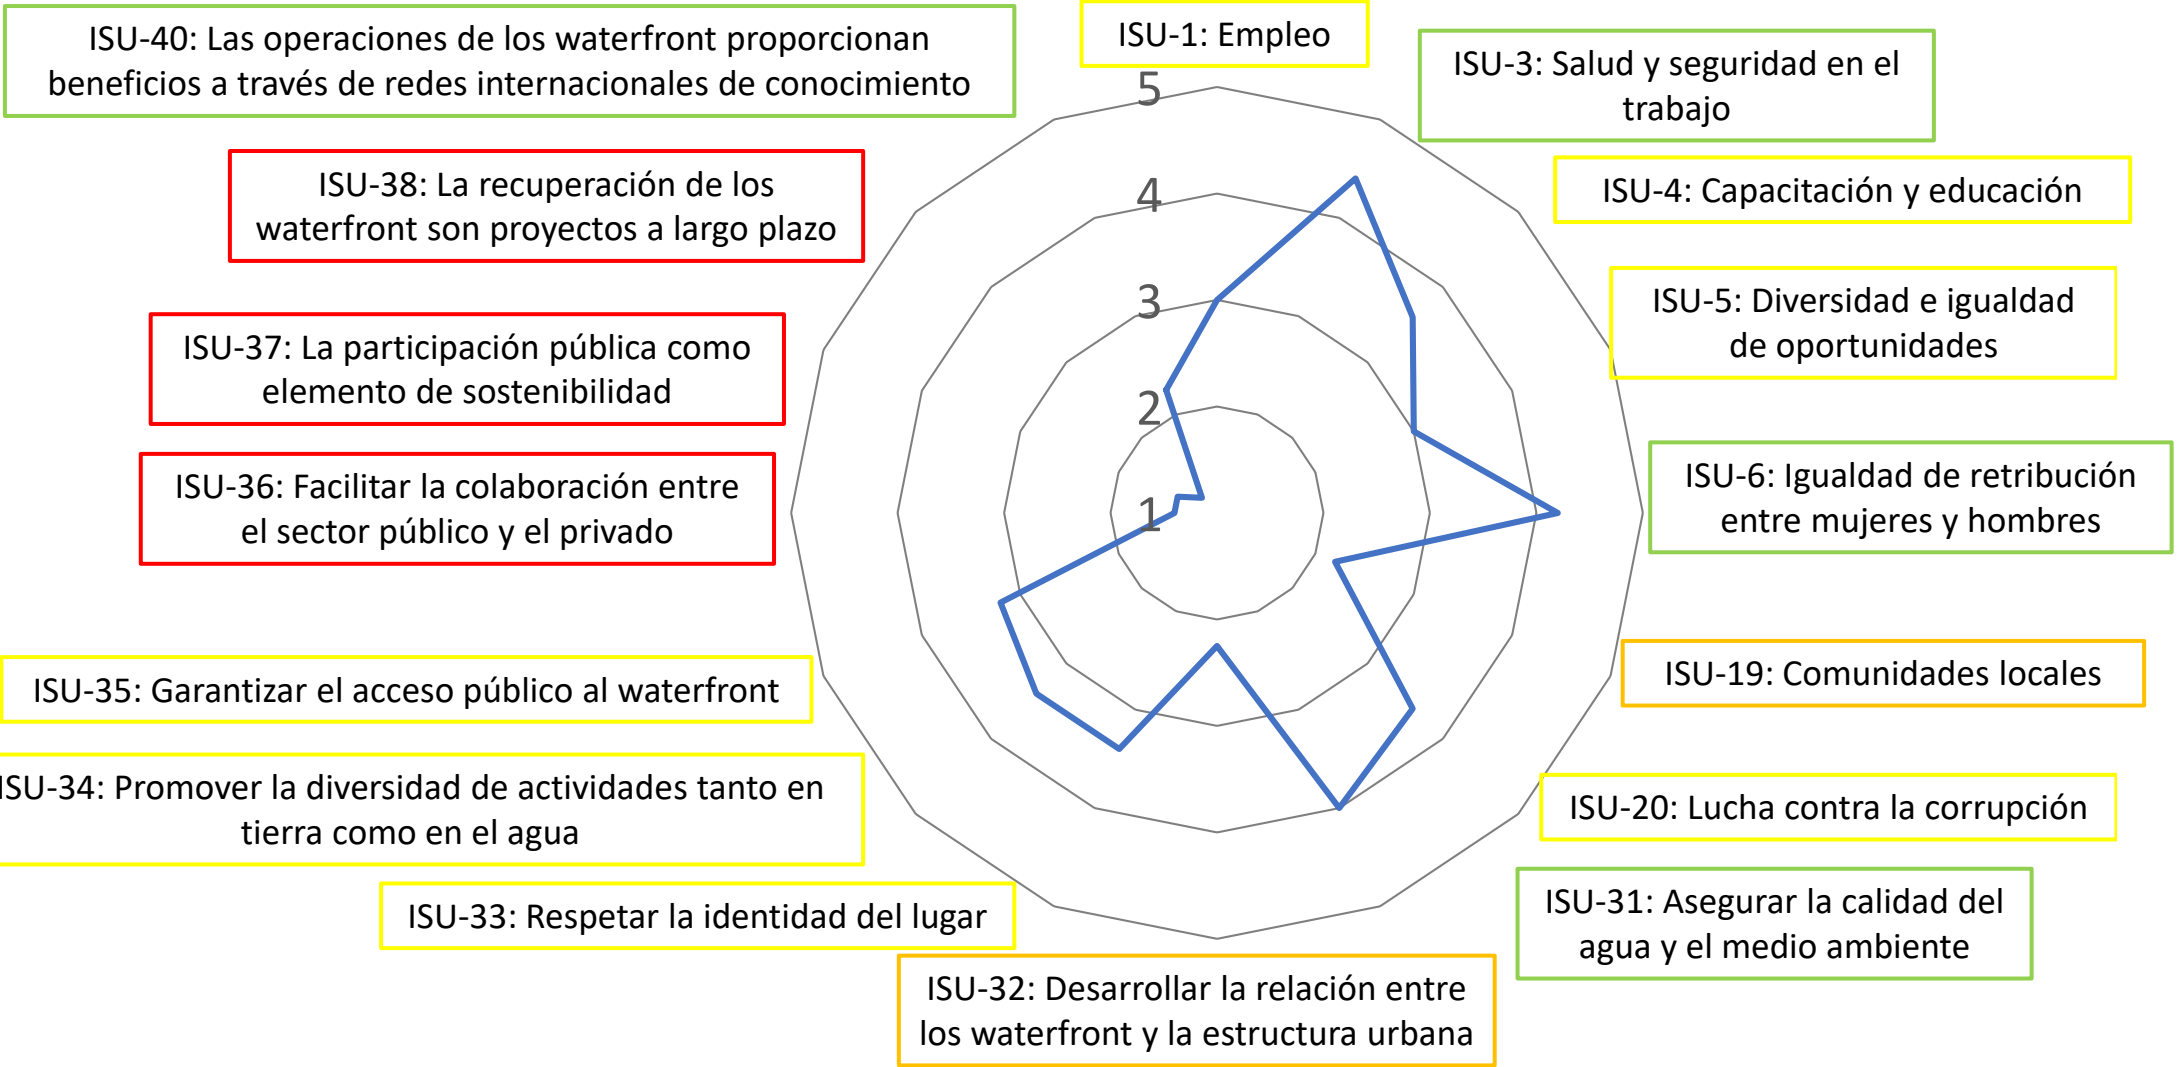 ISU-40: Las operaciones de los waterfront proporcionan
beneficios a través de redes internacionales de conocimiento
ISU-1: Empleo
ISU-3: Salud y seguridad en el
trabajo
ISU-38: La recuperación de los
waterfront son proyectos a largo plazo
ISU-4: Capacitación y educación
ISU-37: La participación pública como
elemento de sostenibilidad
ISU-5: Diversidad e igualdad
de oportunidades
ISU-36: Facilitar la colaboración entre
el sector público y el privado
ISU-6: Igualdad de retribución
entre mujeres y hombres
5
4
3
2
1
ISU-35: Garantizar el acceso público al waterfront
ISU-19: Comunidades locales
ISU-34: Promover la diversidad de actividades tanto en
tierra como en el agua
ISU-20: Lucha contra la corrupción
ISU-33: Respetar la identidad del lugar
ISU-31: Asegurar la calidad del
agua y el medio ambiente
ISU-32: Desarrollar la relación entre
los waterfront y la estructura urbana